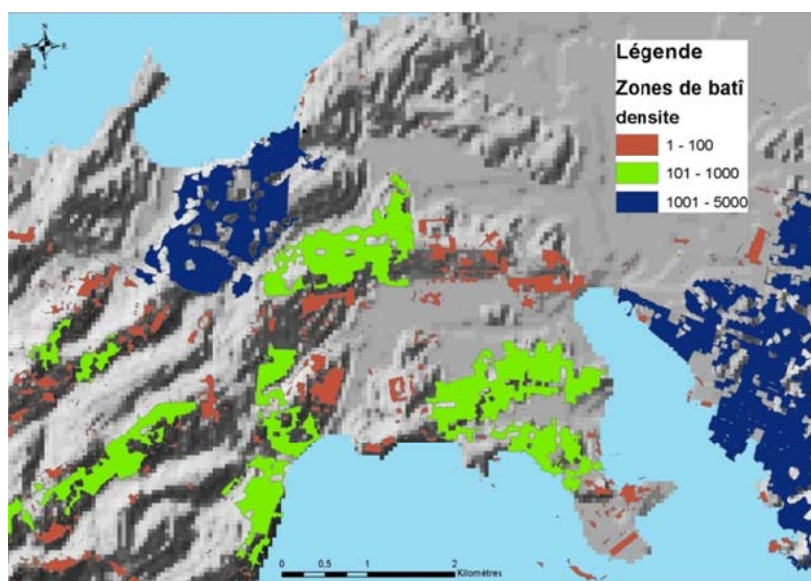 N
E
S
Légende
Zones de batî
densite
1 - 100
101 - 1000
1001 - 5000
0 0,5 1 2
Kilomètres